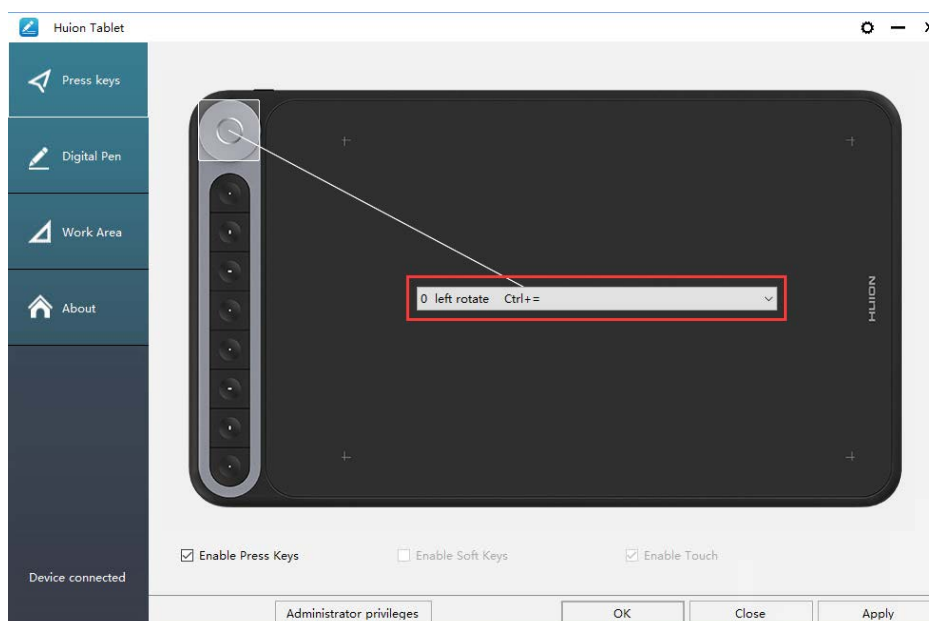 Huion Tablet
Press keys
Digital Pen
Work Area
About
0 left rotate Ctrl+=
HUION
Enable Press Keys
Enable Soft Keys
Enable Touch
Device connected
Administrator privileges
OK
Close
Apply